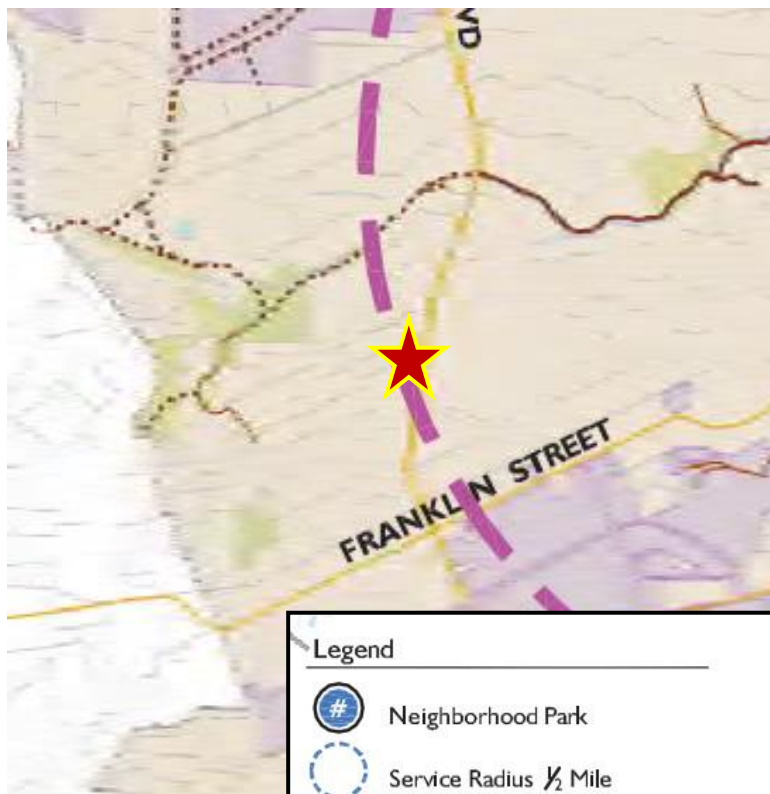 VD
FRANKLIN STREET
Legend
# Neighborhood Park
Service Radius ½ Mile